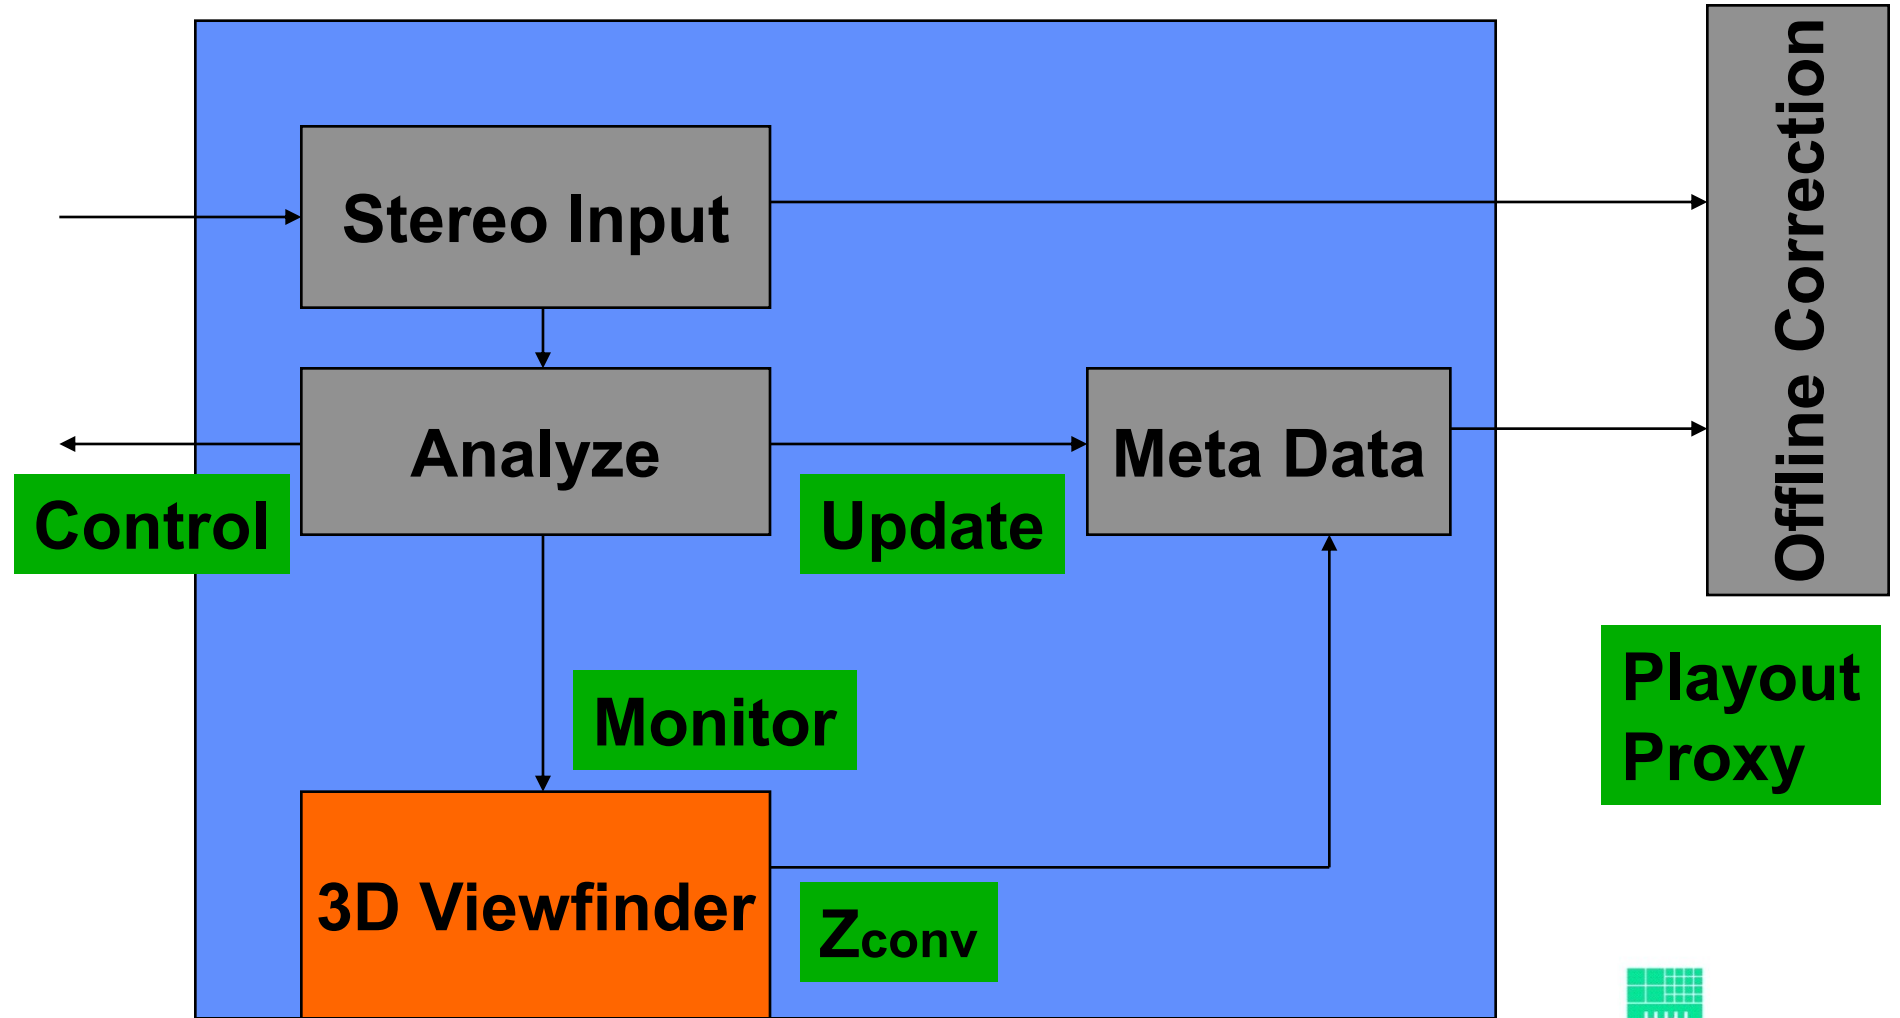 Stereo Input
Offline Correction
Analyze
Meta Data
Control
Update
Monitor
Playout
Proxy
3D Viewfinder
Zconv